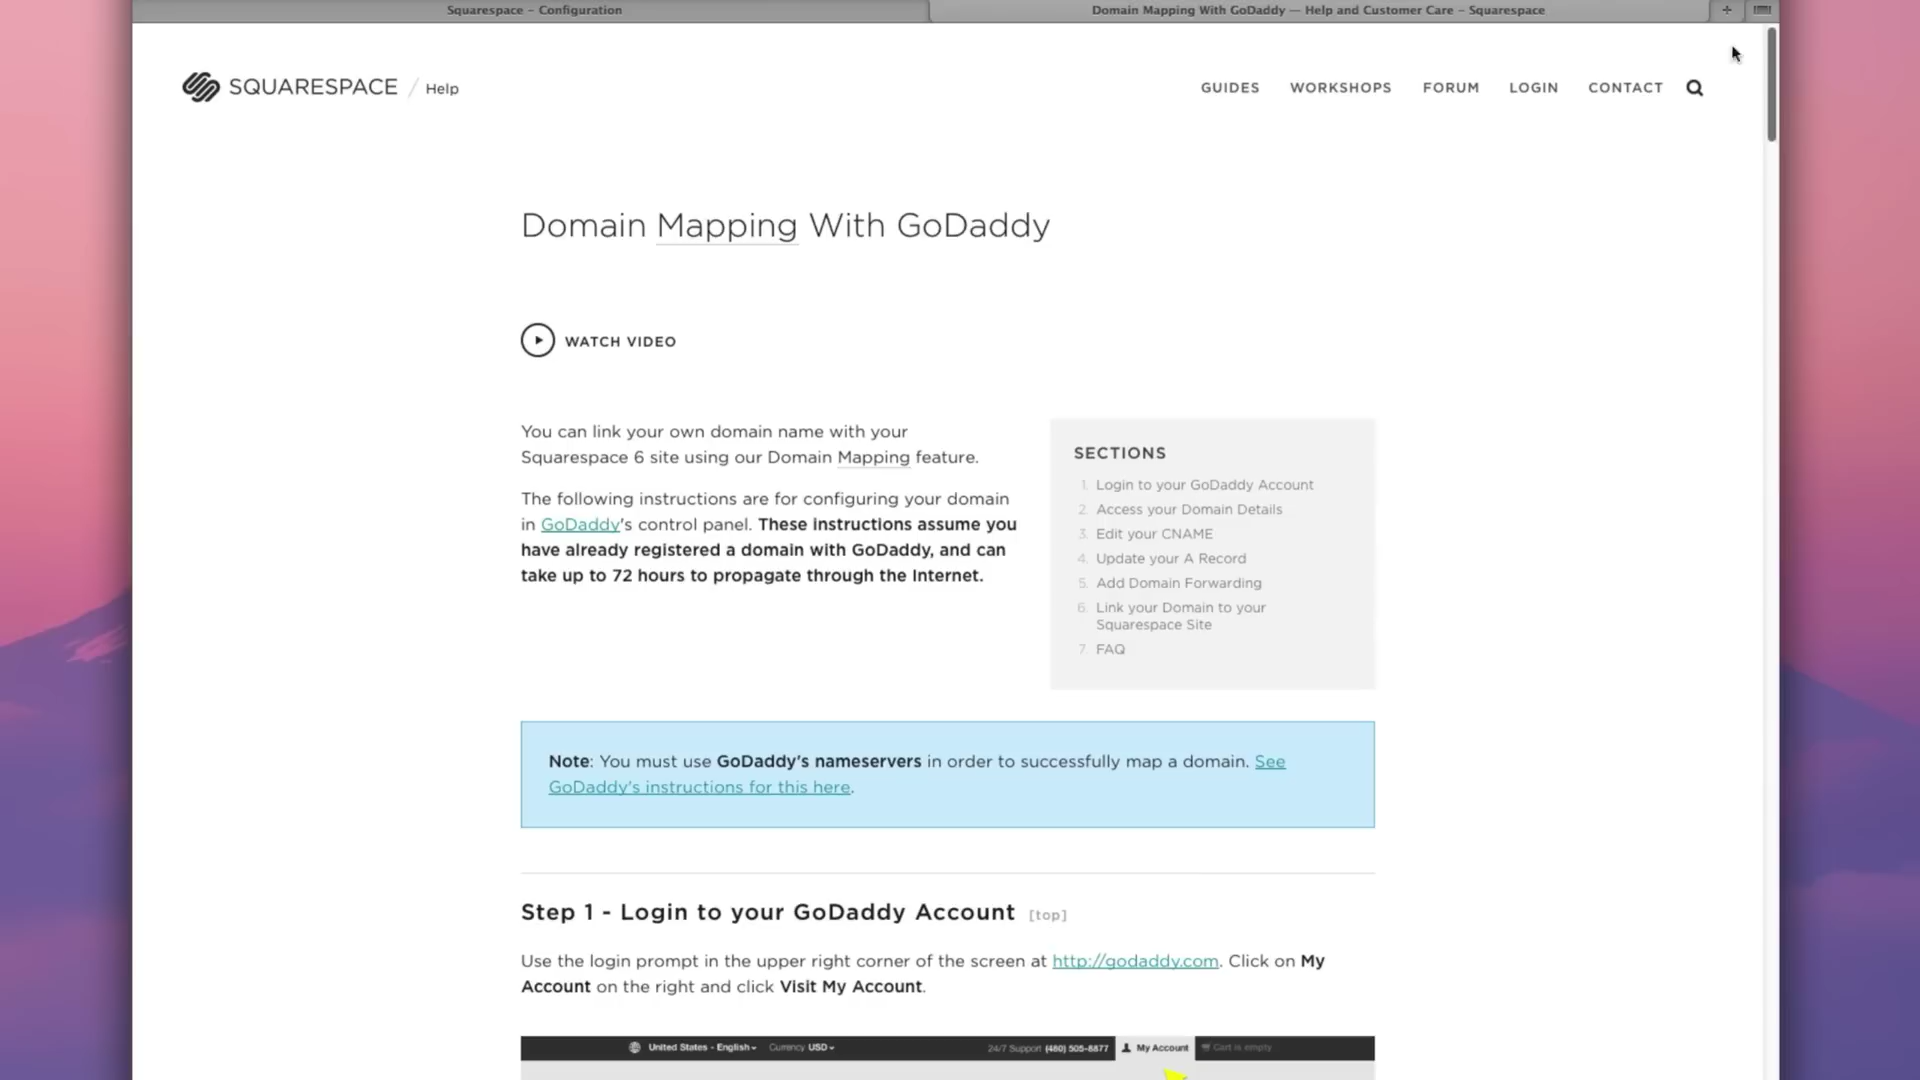 Squarespace – Configuration
Domain Mapping With GoDaddy — Help and Customer Care – Squarespace
SQUARESPACE / Help
GUIDES WORKSHOPS FORUM LOGIN CONTACT
Domain Mapping With GoDaddy
WATCH VIDEO
You can link your own domain name with your
Squarespace 6 site using our Domain Mapping feature.
The following instructions are for configuring your domain
in GoDaddy's control panel. These instructions assume you
have already registered a domain with GoDaddy, and can
take up to 72 hours to propagate through the Internet.
SECTIONS
1. Login to your GoDaddy Account
2. Access your Domain Details
3. Edit your CNAME
4. Update your A Record
5. Add Domain Forwarding
6. Link your Domain to your
Squarespace Site
7. FAQ
Note: You must use GoDaddy's nameservers in order to successfully map a domain. See
GoDaddy's instructions for this here.
Step 1 - Login to your GoDaddy Account [top]
Use the login prompt in the upper right corner of the screen at http://godaddy.com. Click on My
Account on the right and click Visit My Account.
United States - English Currency USD 24/7 Support (480) 505-8877 My Account Cart is empty